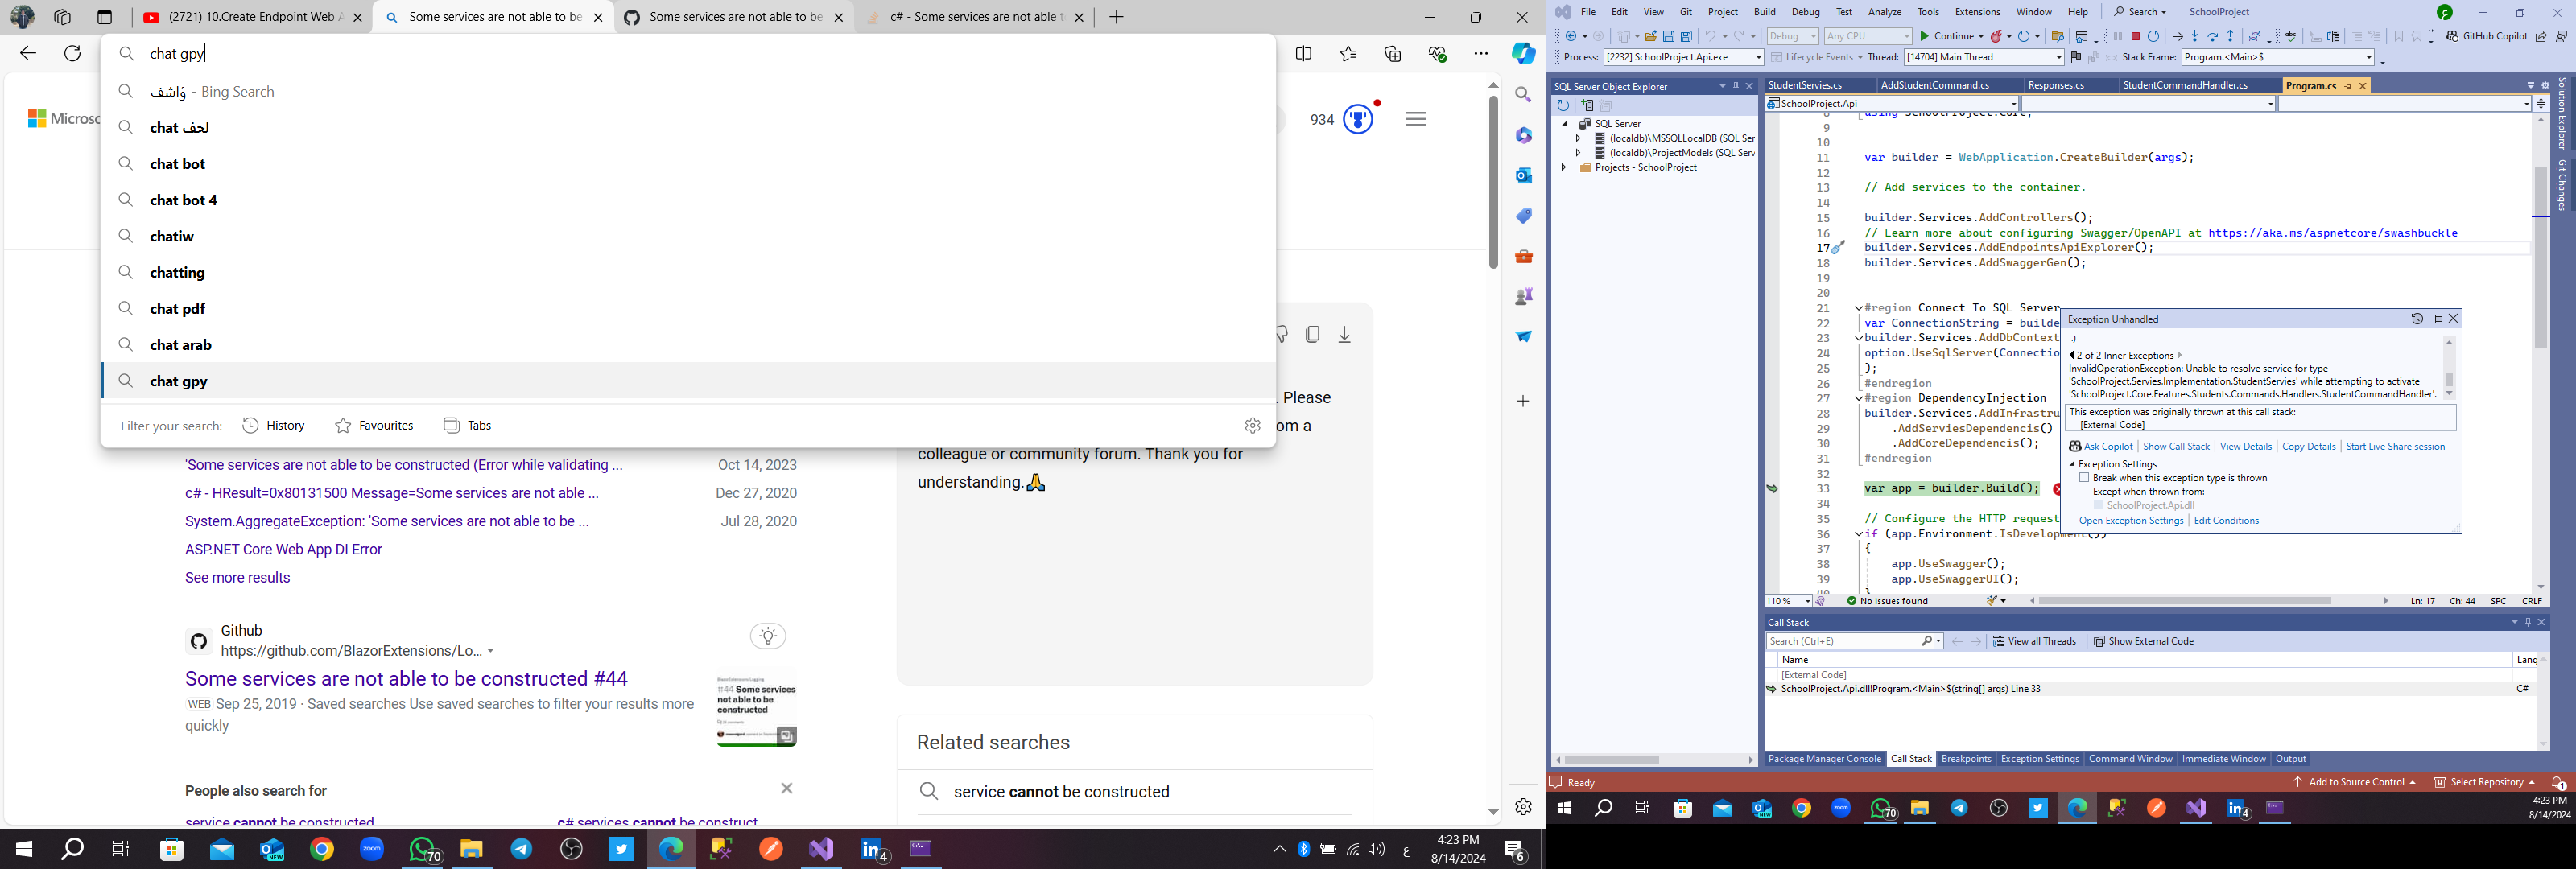 (2721) 10.Create Endpoint Web A
Some services are not able to be
Some services are not able to be
c# - Some services are not able t
chat gpy
ؤاشف - Bing Search
chat لحف
chat bot
chat bot 4
chatiw
chatting
chat pdf
chat arab
chat gpy
Filter your search:
History
Favourites
Tabs
Microso
934
. Please
om a
colleague or community forum. Thank you for
understanding.🙏
'Some services are not able to be constructed (Error while validating ...
Oct 14, 2023
c# - HResult=0x80131500 Message=Some services are not able ...
Dec 27, 2020
System.AggregateException: 'Some services are not able to be ...
Jul 28, 2020
ASP.NET Core Web App DI Error
See more results
Github
https://github.com/BlazorExtensions/Lo...
Some services are not able to be constructed #44
WEB Sep 25, 2019 · Saved searches Use saved searches to filter your results more
quickly
#44 Some services
not able to be
constructed
People also search for
service cannot be constructed
c# services cannot be construct
Related searches
service cannot be constructed
zoom
NEW
70
4
ع
4:23 PM
8/14/2024
6
File Edit View Git Project Build Debug Test Analyze Tools Extensions Window Help
Search
SchoolProject
ع
Debug
Any CPU
Continue
GitHub Copilot
Process: [2232] SchoolProject.Api.exe
Lifecycle Events
Thread: [14704] Main Thread
Stack Frame: Program.<Main>$
SQL Server Object Explorer
SQL Server
(localdb)\MSSQLLocalDB (SQL Ser
(localdb)\ProjectModels (SQL Serv
Projects - SchoolProject
StudentServies.cs
AddStudentCommand.cs
Responses.cs
StudentCommandHandler.cs
Program.cs
Solution Explorer
Git Changes
SchoolProject.Api
8 using SchoolProject.Core;
9
10
11 var builder = WebApplication.CreateBuilder(args);
12
13 // Add services to the container.
14
15 builder.Services.AddControllers();
16 // Learn more about configuring Swagger/OpenAPI at https://aka.ms/aspnetcore/swashbuckle
17 builder.Services.AddEndpointsApiExplorer();
18 builder.Services.AddSwaggerGen();
19
20
21 #region Connect To SQL Server
22 var ConnectionString = builde
23 builder.Services.AddDbContext
24 option.UseSqlServer(Connectio
25 );
26 #endregion
27 #region DependencyInjection
28 builder.Services.AddInfrastru
29 .AddServiesDependencis()
30 .AddCoreDependencis();
31 #endregion
32
33 var app = builder.Build();
34
35 // Configure the HTTP request
36 if (app.Environment.IsDevelopment())
37 {
38 app.UseSwagger();
39 app.UseSwaggerUI();
40 }
Exception Unhandled
2 of 2 Inner Exceptions
InvalidOperationException: Unable to resolve service for type
'SchoolProject.Servies.Implementation.StudentServies' while attempting to activate
'SchoolProject.Core.Features.Students.Commands.Handlers.StudentCommandHandler'.
This exception was originally thrown at this call stack:
[External Code]
Ask Copilot | Show Call Stack | View Details | Copy Details | Start Live Share session
Exception Settings
Break when this exception type is thrown
Except when thrown from:
SchoolProject.Api.dll
Open Exception Settings | Edit Conditions
110 %
No issues found
Ln: 17 Ch: 44 SPC CRLF
Call Stack
Search (Ctrl+E)
View all Threads
Show External Code
Name
Lang
[External Code]
SchoolProject.Api.dll!Program.<Main>$(string[] args) Line 33
C#
Package Manager Console
Call Stack
Breakpoints
Exception Settings
Command Window
Immediate Window
Output
Ready
Add to Source Control
Select Repository
1
zoom
NEW
70
4
4:23 PM
8/14/2024